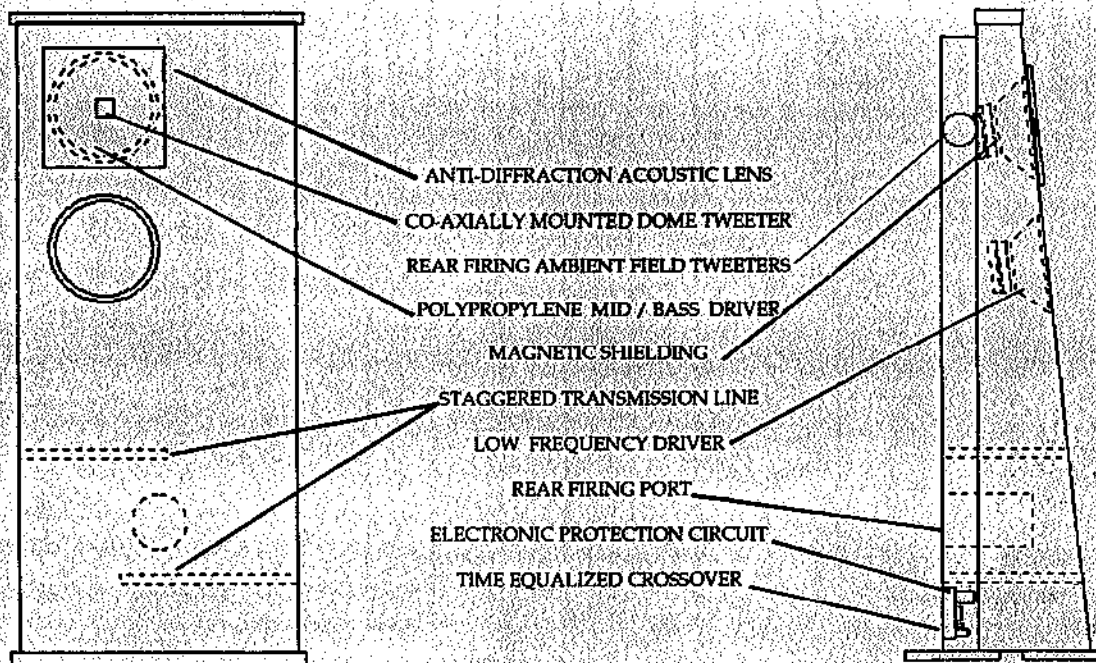 ANTI-DIFFRACTION ACOUSTIC LENS
CO-AXIALLY MOUNTED DOME TWEETER
REAR FIRING AMBIENT FIELD TWEETERS
POLYPROPYLENE MID / BASS DRIVER
MAGNETIC SHIELDING
STAGGERED TRANSMISSION LINE
LOW FREQUENCY DRIVER
REAR FIRING PORT
ELECTRONIC PROTECTION CIRCUIT
TIME EQUALIZED CROSSOVER